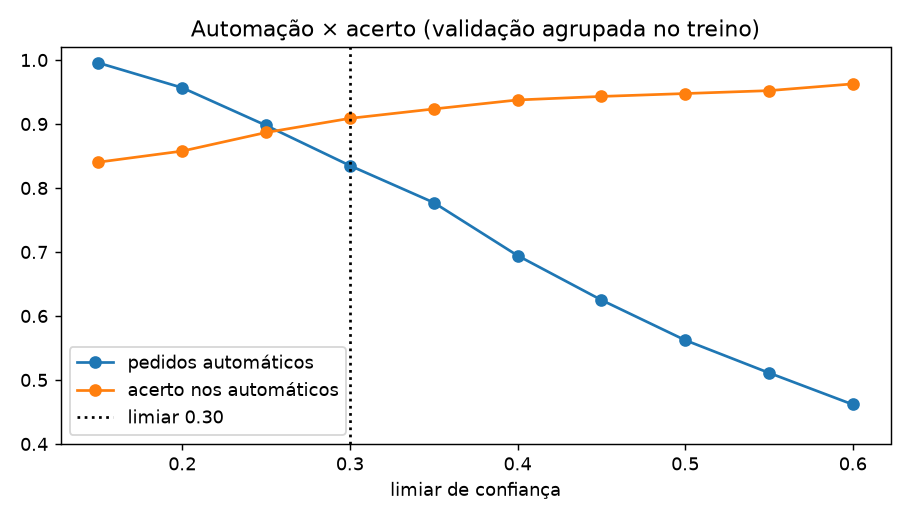 Automação × acerto (validação agrupada no treino)
1.0
0.9
0.8
0.7
0.6
0.5
0.4
pedidos automáticos
acerto nos automáticos
limiar 0.30
0.2 0.3 0.4 0.5 0.6
limiar de confiança